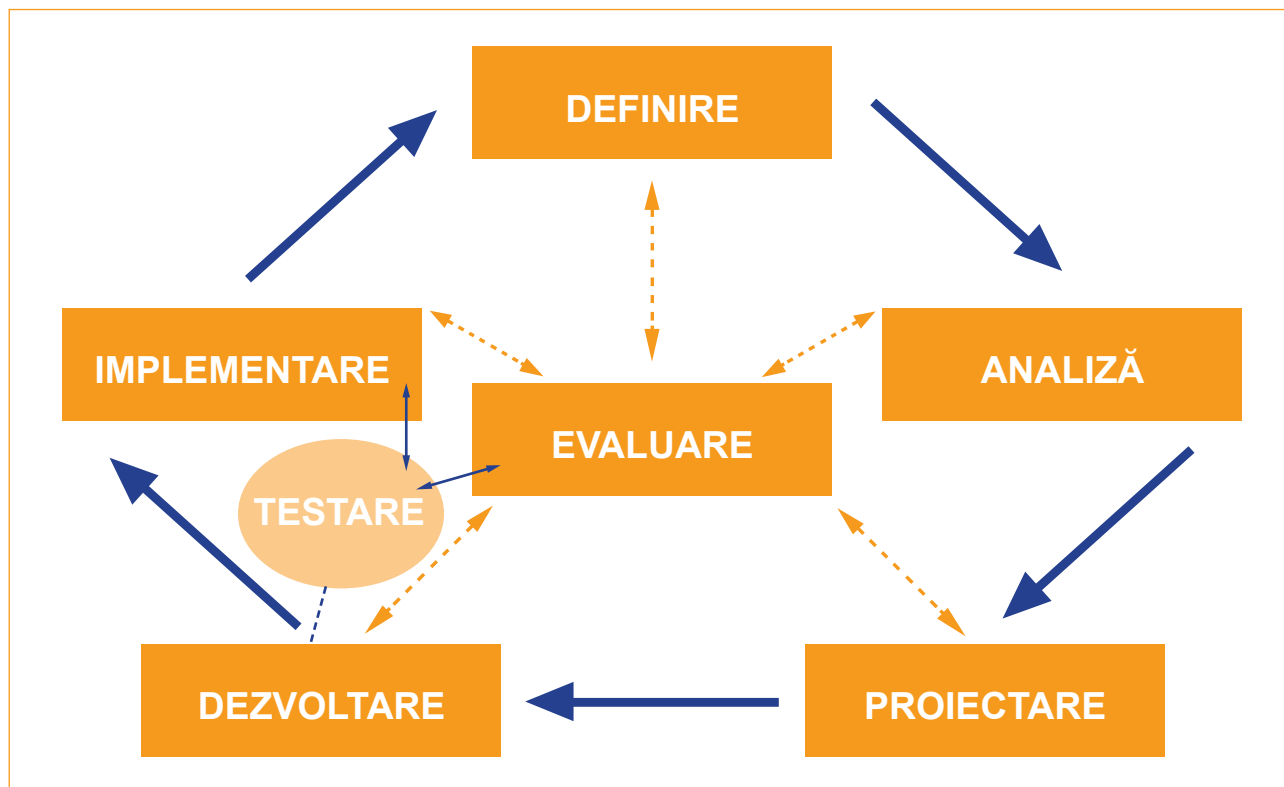 DEFINIRE
IMPLEMENTARE
ANALIZĂ
EVALUARE
TESTARE
DEZVOLTARE
PROIECTARE